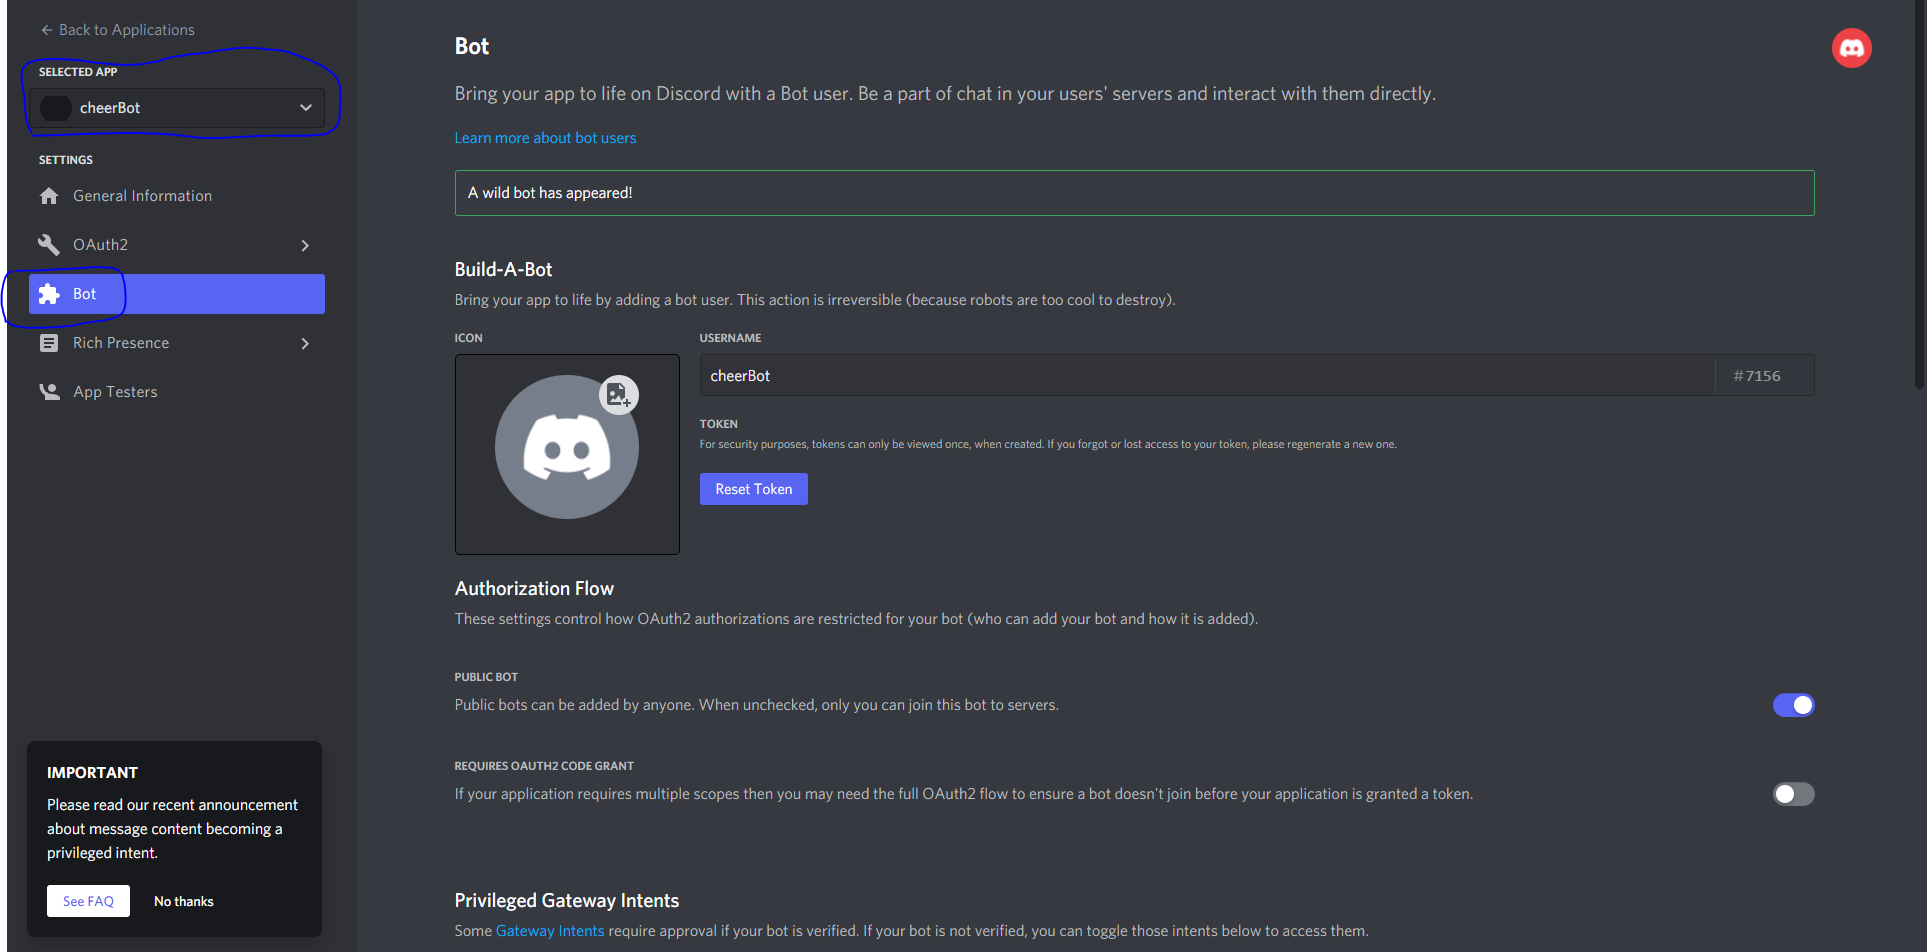 Back to Applications
SELECTED APP
cheerBot
SETTINGS
General Information
OAuth2
Bot
Rich Presence
App Testers
IMPORTANT
Please read our recent announcement
about message content becoming a
privileged intent.
See FAQ No thanks
Bot
Bring your app to life on Discord with a Bot user. Be a part of chat in your users' servers and interact with them directly.
Learn more about bot users
A wild bot has appeared!
Build-A-Bot
Bring your app to life by adding a bot user. This action is irreversible (because robots are too cool to destroy).
ICON
USERNAME
cheerBot #7156
TOKEN
For security purposes, tokens can only be viewed once, when created. If you forgot or lost access to your token, please regenerate a new one.
Reset Token
Authorization Flow
These settings control how OAuth2 authorizations are restricted for your bot (who can add your bot and how it is added).
PUBLIC BOT
Public bots can be added by anyone. When unchecked, only you can join this bot to servers.
REQUIRES OAUTH2 CODE GRANT
If your application requires multiple scopes then you may need the full OAuth2 flow to ensure a bot doesn't join before your application is granted a token.
Privileged Gateway Intents
Some Gateway Intents require approval if your bot is verified. If your bot is not verified, you can toggle those intents below to access them.